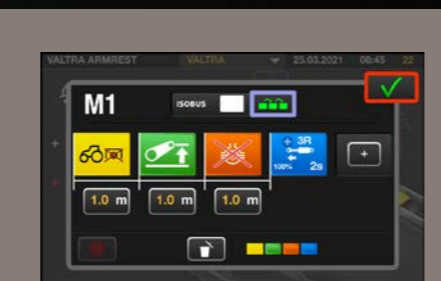 VALTRA ARMREST VALTRA 25.03.2021 08:45 22
M1 ISOBUS
3R
100% 2s
+
1.0 m 1.0 m 1.0 m